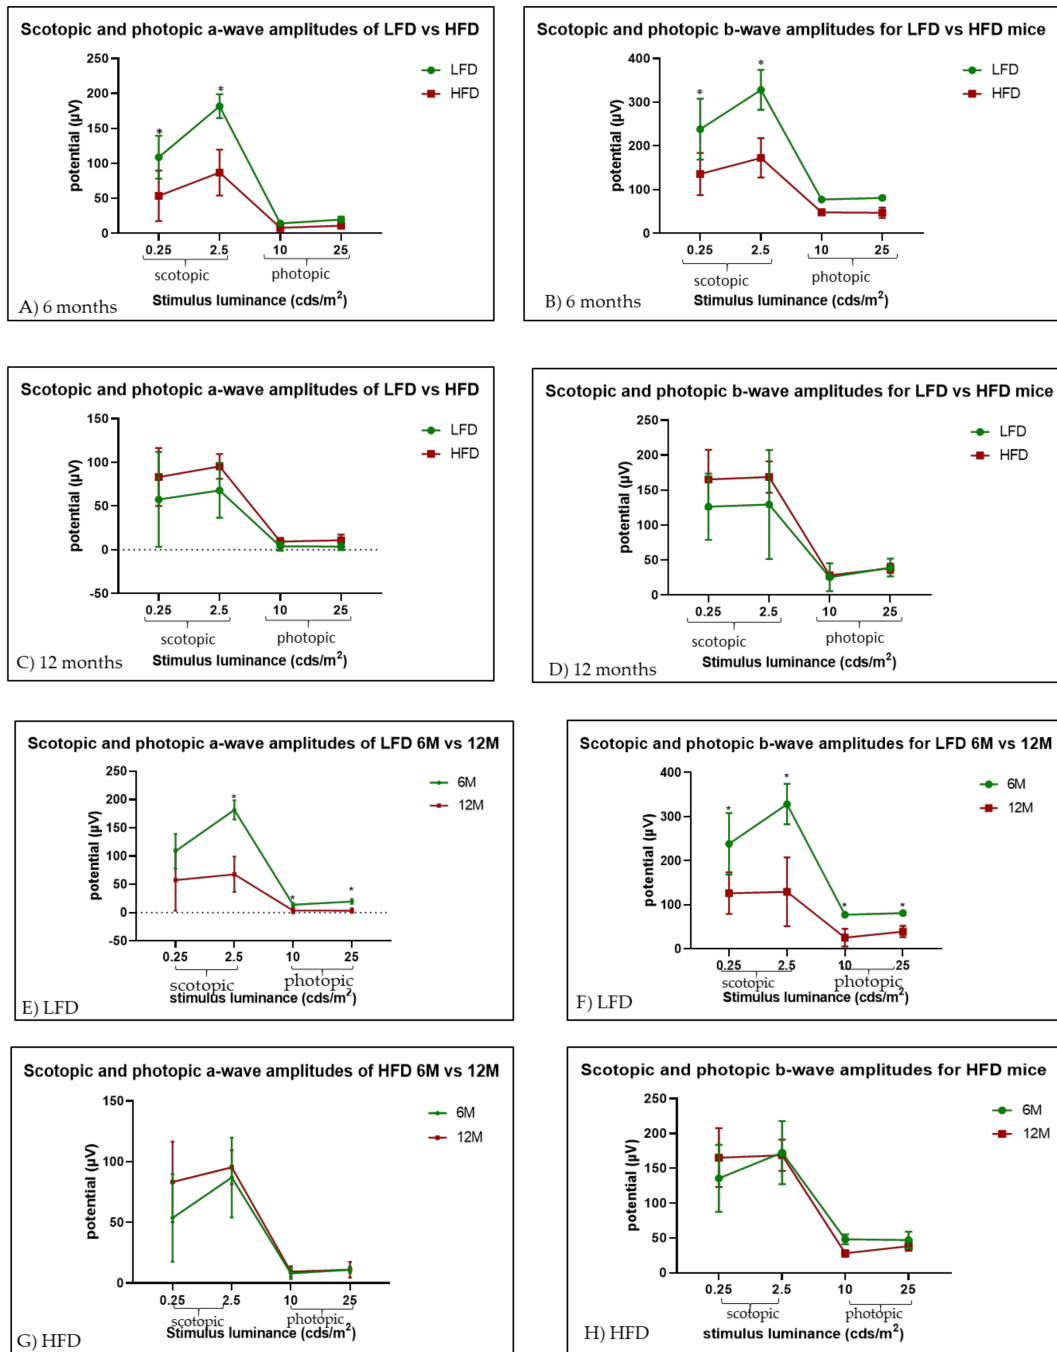 Scotopic and photopic a-wave amplitudes of LFD vs HFD
250
200
150
100
50
0
potential (µV)
*
*
LFD
HFD
0.25 2.5 10 25
scotopic photopic
Stimulus luminance (cds/m²)
A) 6 months
Scotopic and photopic b-wave amplitudes for LFD vs HFD mice
400
300
200
100
0
potential (µV)
*
*
LFD
HFD
0.25 2.5 10 25
scotopic photopic
Stimulus luminance (cds/m²)
B) 6 months
Scotopic and photopic a-wave amplitudes of LFD vs HFD
150
100
50
0
-50
potential (µV)
LFD
HFD
0.25 2.5 10 25
scotopic photopic
Stimulus luminance (cds/m²)
C) 12 months
Scotopic and photopic b-wave amplitudes for LFD vs HFD mice
250
200
150
100
50
0
potential (µV)
LFD
HFD
0.25 2.5 10 25
scotopic photopic
Stimulus luminance (cds/m²)
D) 12 months
Scotopic and photopic a-wave amplitudes of LFD 6M vs 12M
250
200
150
100
50
0
-50
potential (µV)
*
*
*
6M
12M
0.25 2.5 10 25
scotopic photopic
stimulus luminance (cds/m²)
E) LFD
Scotopic and photopic b-wave amplitudes for LFD 6M vs 12M
400
300
200
100
0
potential (µV)
*
*
*
*
6M
12M
0.25 2.5 10 25
scotopic photopic
Stimulus luminance (cds/m²)
F) LFD
Scotopic and photopic a-wave amplitudes of HFD 6M vs 12M
150
100
50
0
potential (µV)
6M
12M
0.25 2.5 10 25
scotopic photopic
Stimulus luminance (cds/m²)
G) HFD
Scotopic and photopic b-wave amplitudes for HFD mice
250
200
150
100
50
0
potential (µV)
6M
12M
0.25 2.5 10 25
scotopic photopic
stimulus luminance (cds/m²)
H) HFD